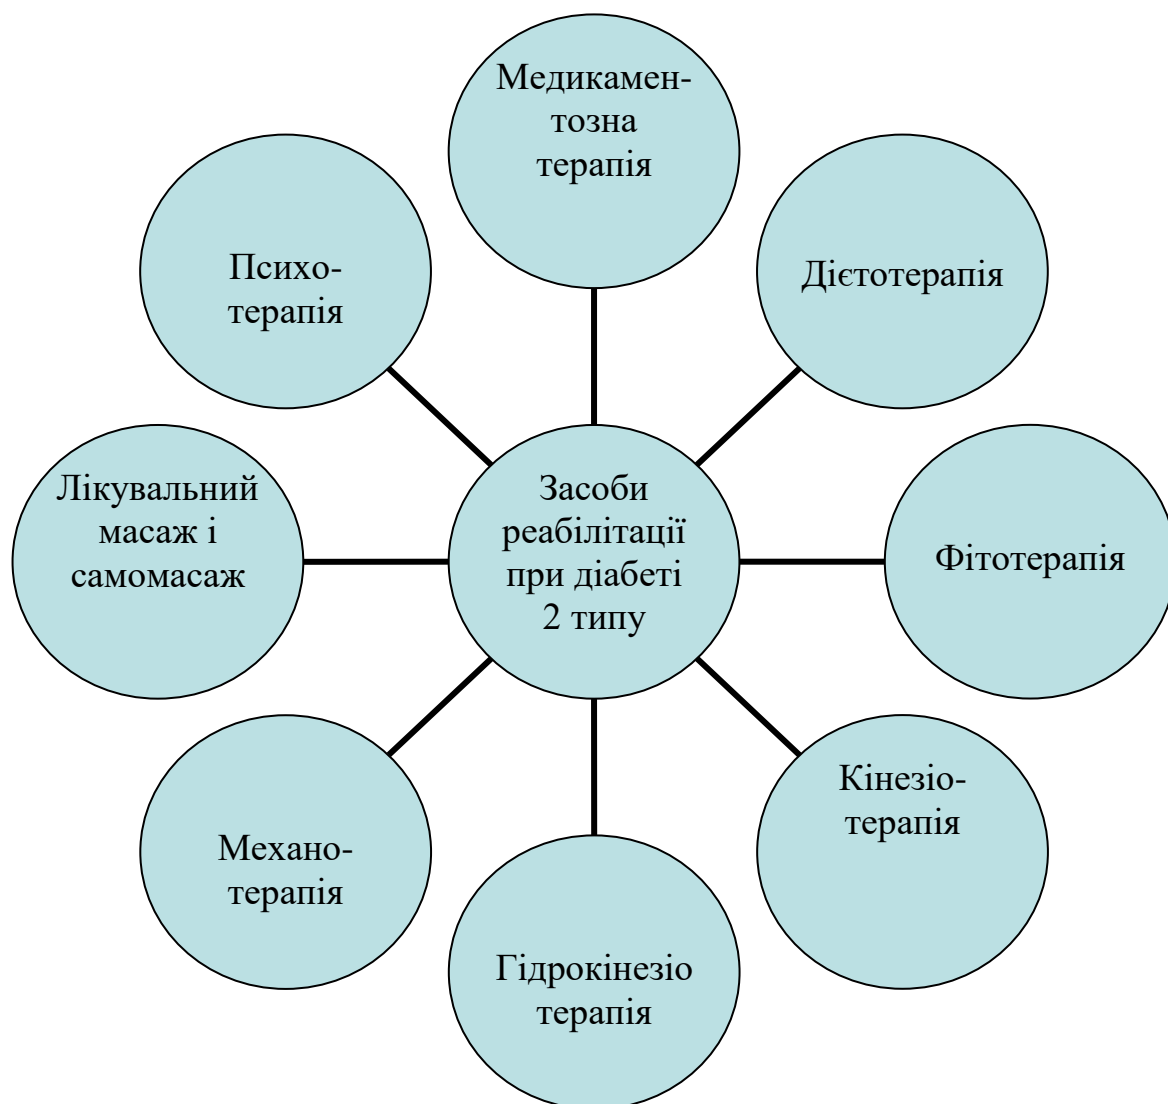 Медикамен-
тозна
терапія
Психо-
терапія
Дієтотерапія
Лікувальний
масаж і
самомасаж
Засоби
реабілітації
при діабеті
2 типу
Фітотерапія
Кінезіо-
терапія
Механо-
терапія
Гідрокінезіо
терапія